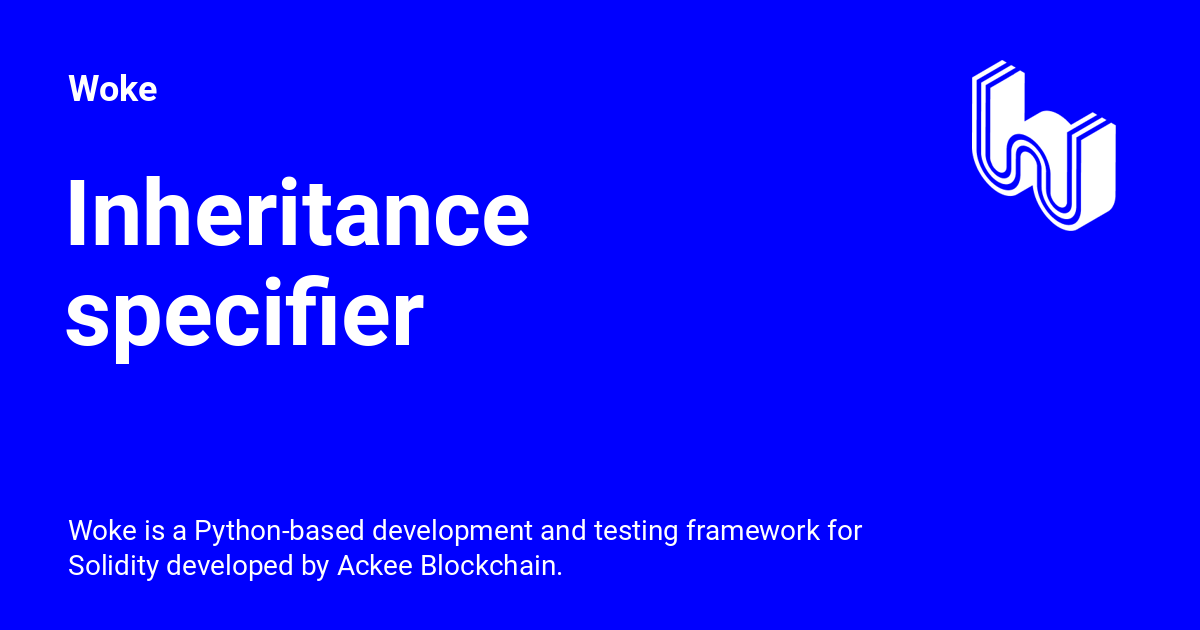 Woke
Inheritance
specifier
Woke is a Python-based development and testing framework for
Solidity developed by Ackee Blockchain.